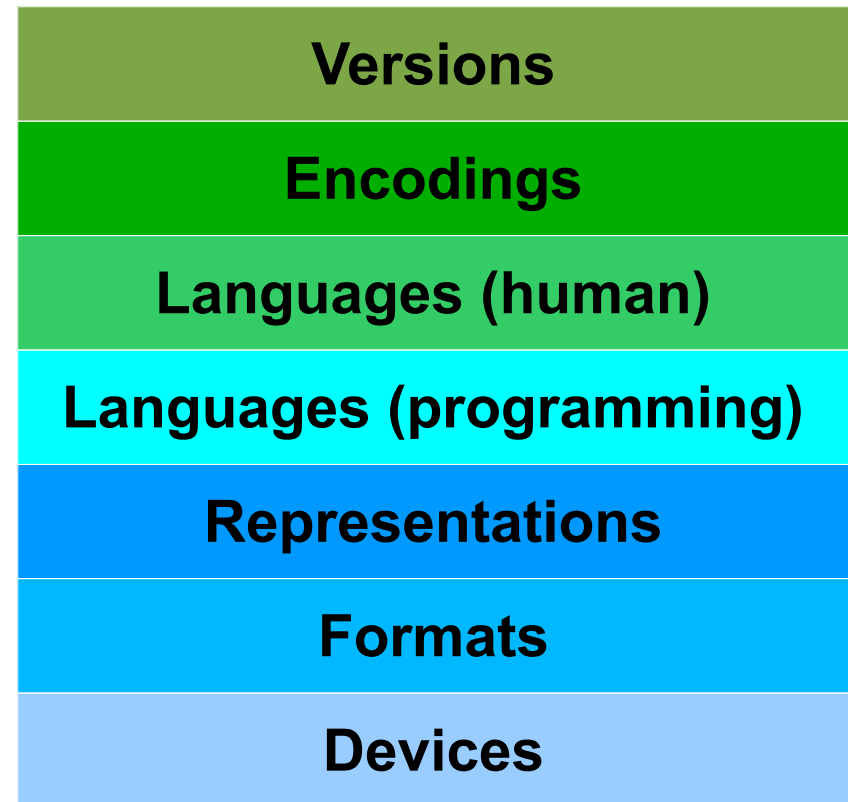 Versions
Encodings
Languages (human)
Languages (programming)
Representations
Formats
Devices